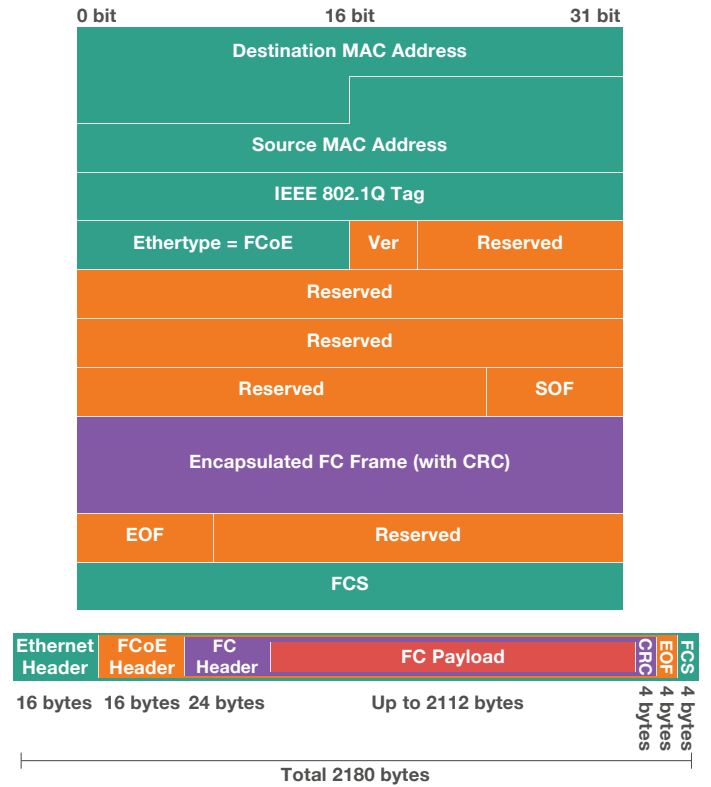 0 bit 16 bit 31 bit
Destination MAC Address
Source MAC Address
IEEE 802.1Q Tag
Ethertype = FCoE Ver Reserved
Reserved
Reserved
Reserved SOF
Encapsulated FC Frame (with CRC)
EOF Reserved
FCS
Ethernet Header
FCoE Header
FC Header
FC Payload
CRC
EOF
FCS
16 bytes 16 bytes 24 bytes Up to 2112 bytes 4 bytes 4 bytes 4 bytes
Total 2180 bytes